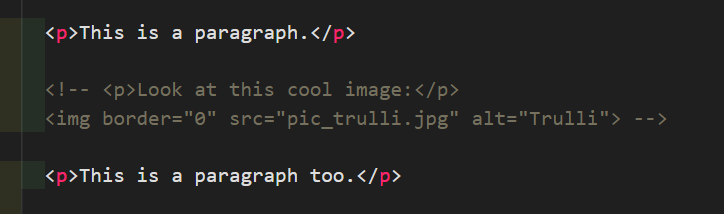 <p>This is a paragraph.</p>
<!-- <p>Look at this cool image:</p>
<img border="0" src="pic_trulli.jpg" alt="Trulli"> -->
<p>This is a paragraph too.</p>